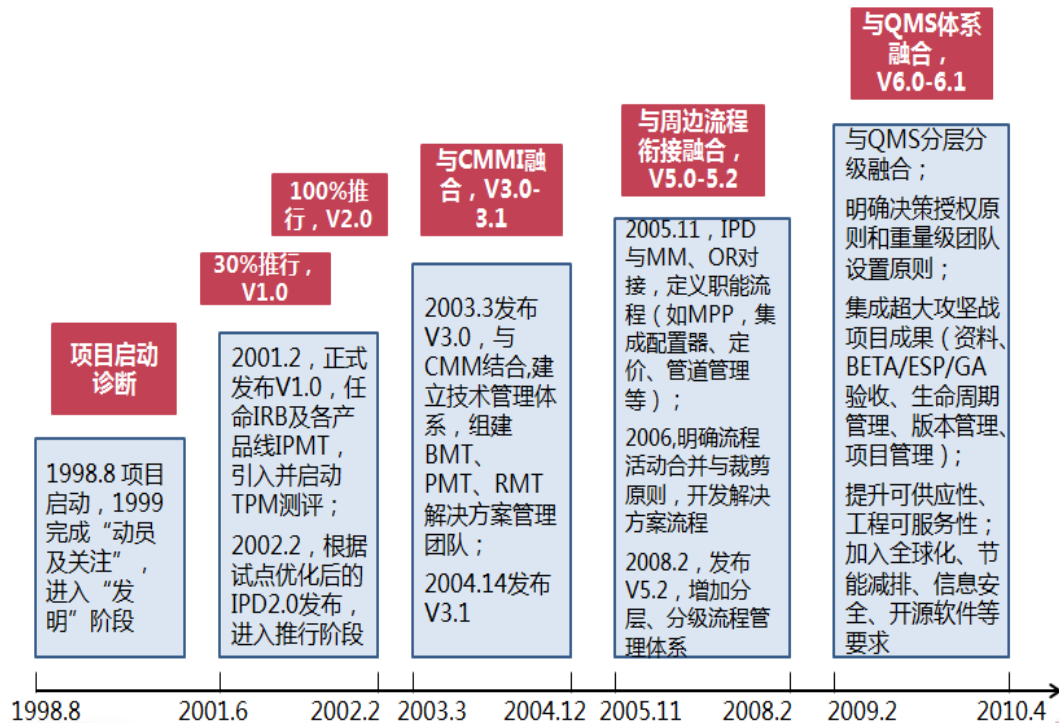 项目启动
诊断
1998.8 项目
启动，1999
完成“动员
及关注”，
进入“发
明”阶段
30%推行，
V1.0
100%推
行，V2.0
2001.2，正式
发布V1.0，任
命IRB及各产
品线IPMT，
引入并启动
TPM测评；
2002.2，根据
试点优化后的
IPD2.0发布，
进入推行阶段
与CMMI融
合，V3.0-
3.1
2003.3发布
V3.0，与
CMM结合,建
立技术管理体
系，组建
BMT、
PMT、RMT
解决方案管理
团队；
2004.14发布
V3.1
与周边流程
衔接融合，
V5.0-5.2
2005.11，IPD
与MM、OR对
接，定义职能流
程（如MPP，集
成配置器、定
价、管道管理
等）；
2006,明确流程
活动合并与裁剪
原则，开发解决
方案流程
2008.2，发布
V5.2，增加分
层、分级流程管
理体系
与QMS体系
融合，
V6.0-6.1
与QMS分层分
级融合；
明确决策授权原
则和重量级团队
设置原则；
集成超大攻坚战
项目成果（资料、
BETA/ESP/GA
验收、生命周期
管理、版本管理、
项目管理）；
提升可供应性、
工程可服务性；
加入全球化、节
能减排、信息安
全、开源软件等
要求
1998.8 2001.6 2002.2 2003.3 2004.12 2005.11 2008.2 2009.2 2010.4